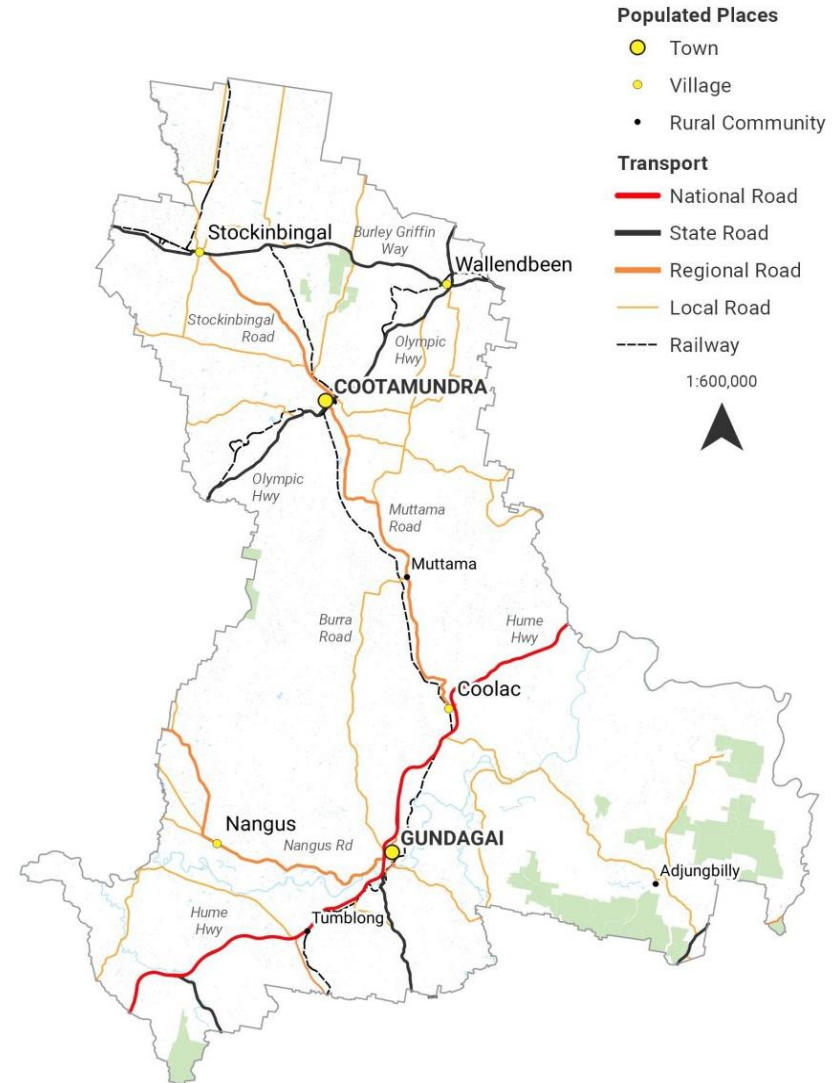 Populated Places
Town
Village
Rural Community
Transport
National Road
State Road
Regional Road
Local Road
Railway
1:600,000
Stockinbingal
Burley Griffin
Way
Wallendbeen
Stockinbingal
Road
Olympic
Hwy
COOTAMUNDRA
Olympic
Hwy
Muttama
Road
Muttama
Burra
Road
Hume
Hwy
Coolac
Nangus
Nangus Rd
GUNDAGAI
Adjungbilly
Hume
Hwy
Tumblong